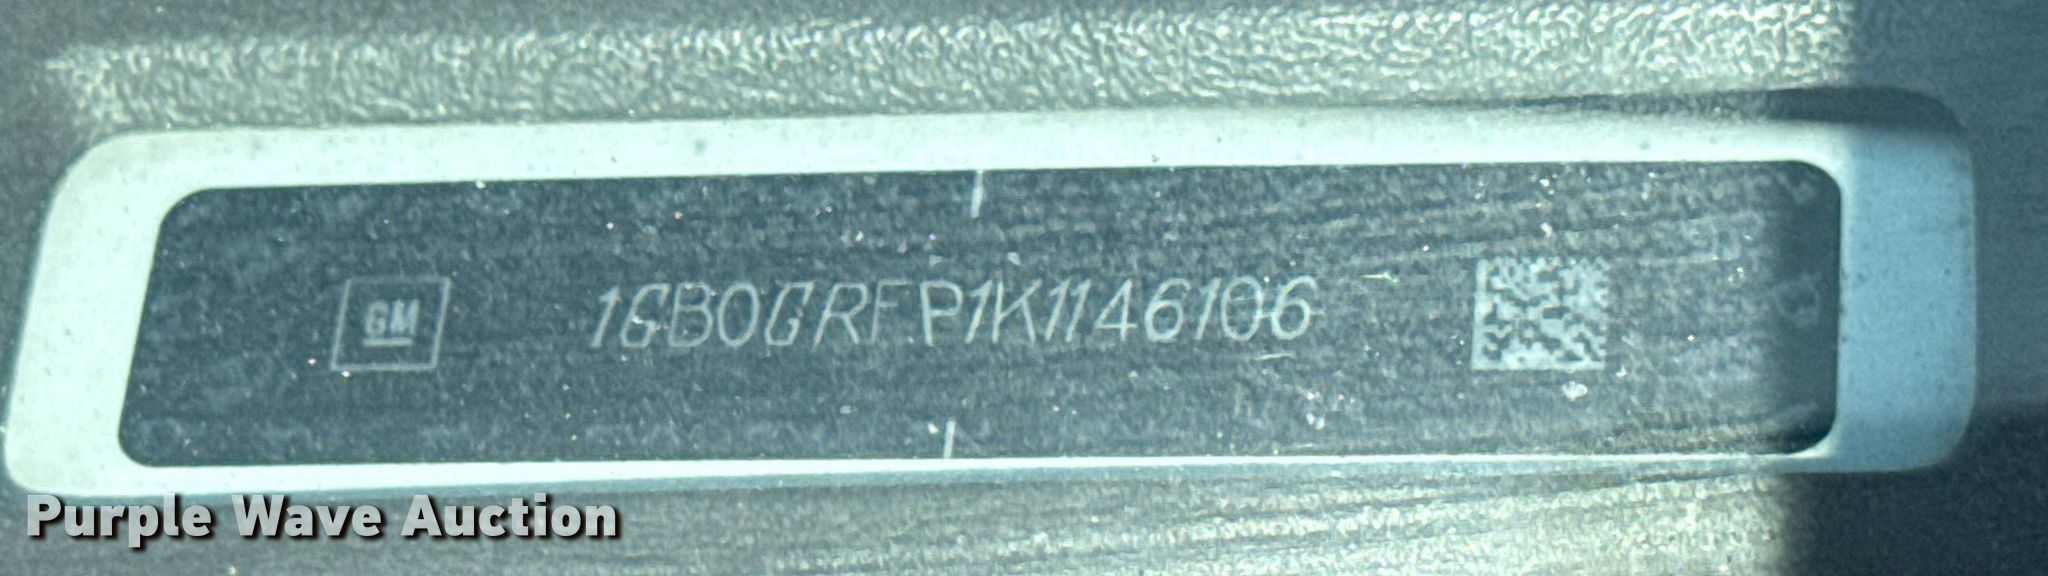 GM 1GB0GRFP1K1146106
Purple Wave Auction